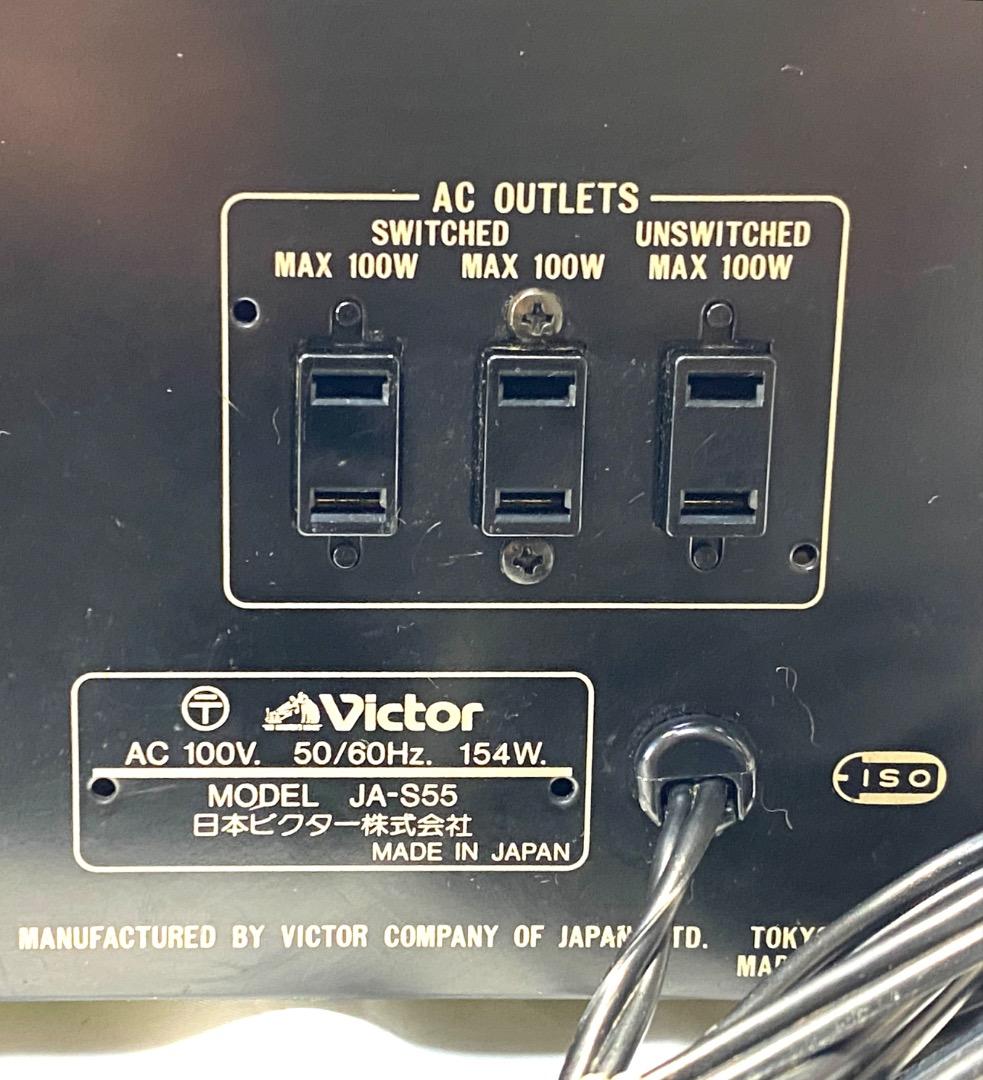 AC OUTLETS
SWITCHED UNSWITCHED
MAX 100W MAX 100W MAX 100W
〒 Victor
AC 100V. 50/60Hz. 154W.
MODEL JA-S55
日本ビクター株式会社
MADE IN JAPAN
ISO
MANUFACTURED BY VICTOR COMPANY OF JAPAN